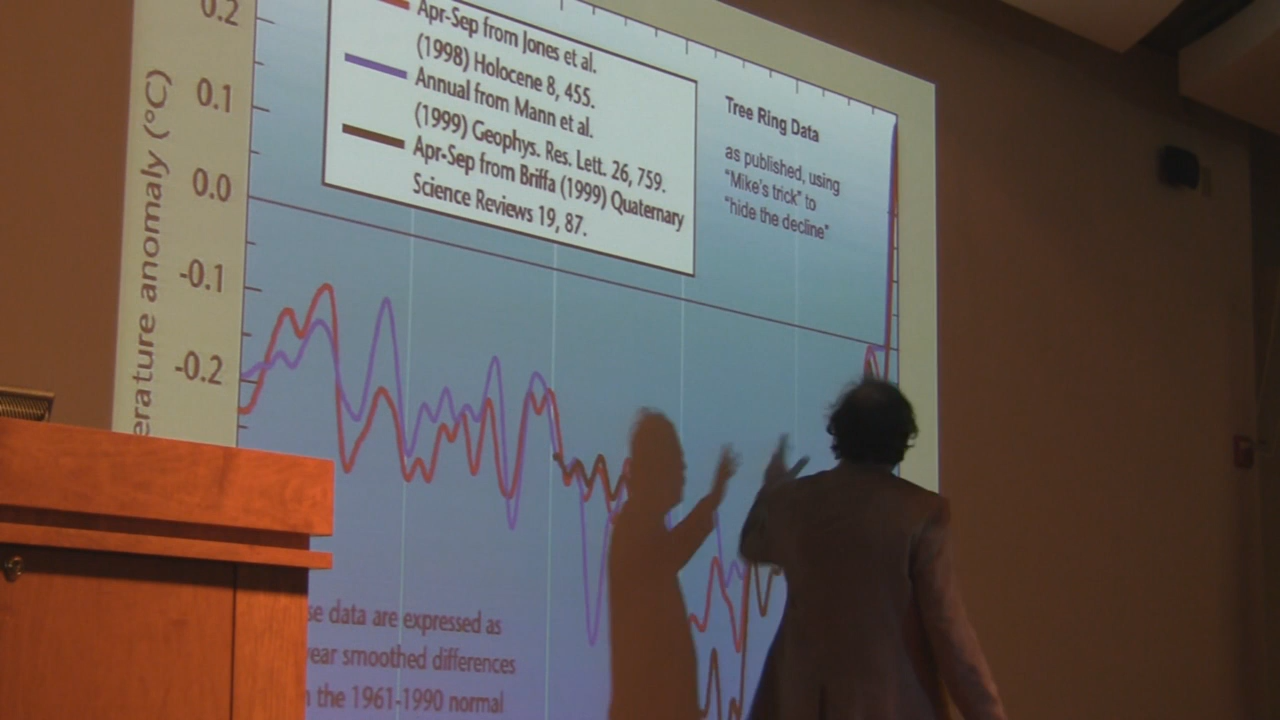 0.2
0.1
0.0
-0.1
-0.2
erature anomaly (°C)
Apr-Sep from Jones et al.
(1998) Holocene 8, 455.
Annual from Mann et al.
(1999) Geophys. Res. Lett. 26, 759.
Apr-Sep from Briffa (1999) Quaternary
Science Reviews 19, 87.
Tree Ring Data
as published, using
"Mike's trick" to
"hide the decline"
se data are expressed as
year smoothed differences
the 1961-1990 normal